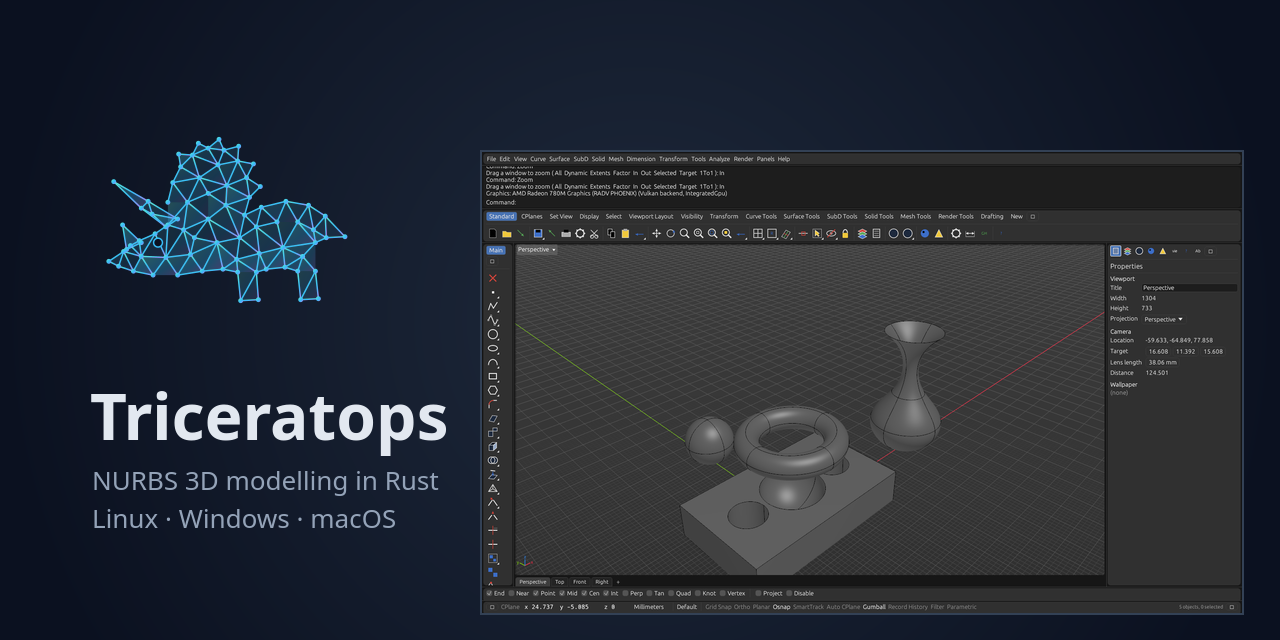 Triceratops
NURBS 3D modelling in Rust
Linux · Windows · macOS
File Edit View Curve Surface SubD Solid Mesh Dimension Transform Tools Analyze Render Panels Help
Drag a window to zoom ( All Dynamic Extents Factor In Out Selected Target 1To1 ): In
Command: Zoom
Drag a window to zoom ( All Dynamic Extents Factor In Out Selected Target 1To1 ): In
Graphics: AMD Radeon 780M Graphics (RADV PHOENIX) (Vulkan backend, IntegratedGpu)
Command:
Standard CPlanes Set View Display Select Viewport Layout Visibility Transform Curve Tools Surface Tools SubD Tools Solid Tools Mesh Tools Render Tools Drafting New
Main
Perspective
Properties
Viewport
Title Perspective
Width 1304
Height 733
Projection Perspective
Camera
Location -59.633, -64.849, 77.858
Target 16.608 11.392 15.608
Lens length 38.06 mm
Distance 124.501
Wallpaper
(none)
Perspective Top Front Right +
End Near Point Mid Cen Int Perp Tan Quad Knot Vertex Project Disable
CPlane x 24.737 y -5.085 z 0 Millimeters Default Grid Snap Ortho Planar Osnap SmartTrack Auto CPlane Gumball Record History Filter Parametric 5 objects, 0 selected